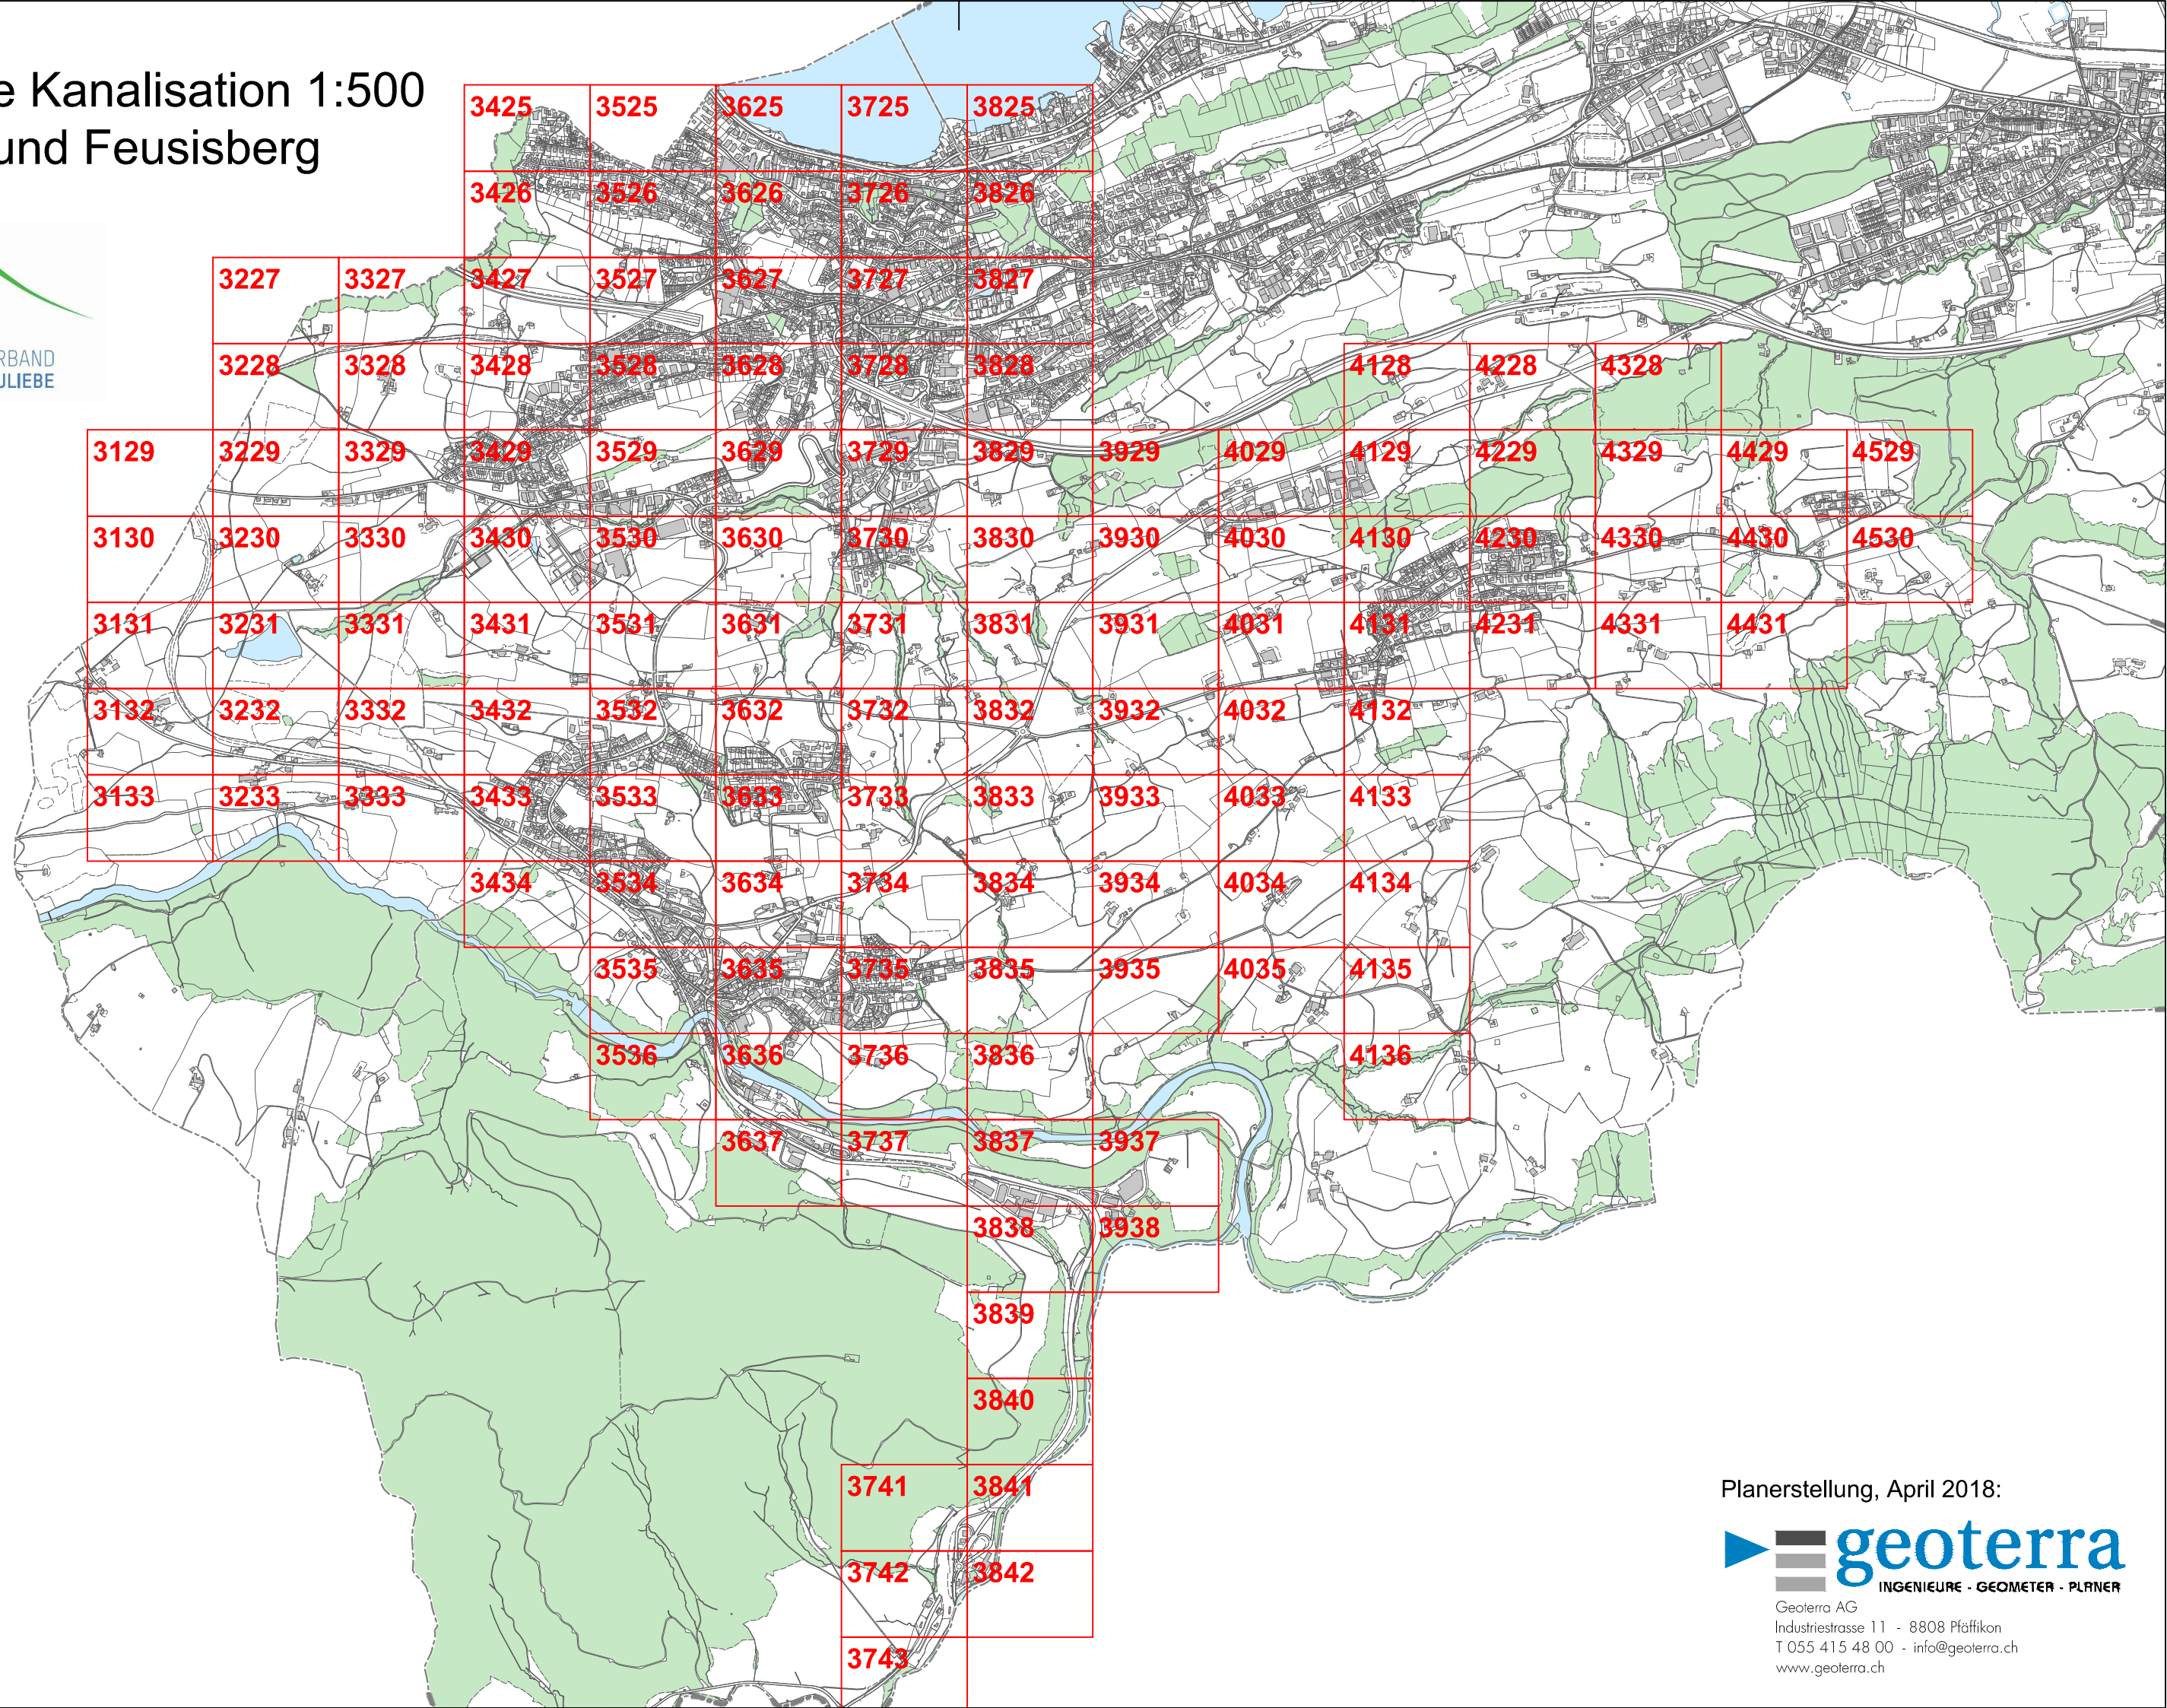 e Kanalisation 1:500
und Feusisberg
RBAND
ULIEBE
3425 3525 3625 3725 3825
3426 3526 3626 3726 3826
3227 3327 3427 3527 3627 3727 3827
3228 3328 3428 3528 3628 3728 3828 4128 4228 4328
3129 3229 3329 3429 3529 3629 3729 3829 3929 4029 4129 4229 4329 4429 4529
3130 3230 3330 3430 3530 3630 3730 3830 3930 4030 4130 4230 4330 4430 4530
3131 3231 3331 3431 3531 3631 3731 3831 3931 4031 4131 4231 4331 4431
3132 3232 3332 3432 3532 3632 3732 3832 3932 4032 4132
3133 3233 3333 3433 3533 3633 3733 3833 3933 4033 4133
3434 3534 3634 3734 3834 3934 4034 4134
3535 3635 3735 3835 3935 4035 4135
3536 3636 3736 3836 4136
3637 3737 3837 3937
3838 3938
3839
3840
3741 3841
3742 3842
3743
Planerstellung, April 2018:
geoterra
INGENIEURE - GEOMETER - PLANER
Geoterra AG
Industriestrasse 11 - 8808 Pfäffikon
T 055 415 48 00 - info@geoterra.ch
www.geoterra.ch